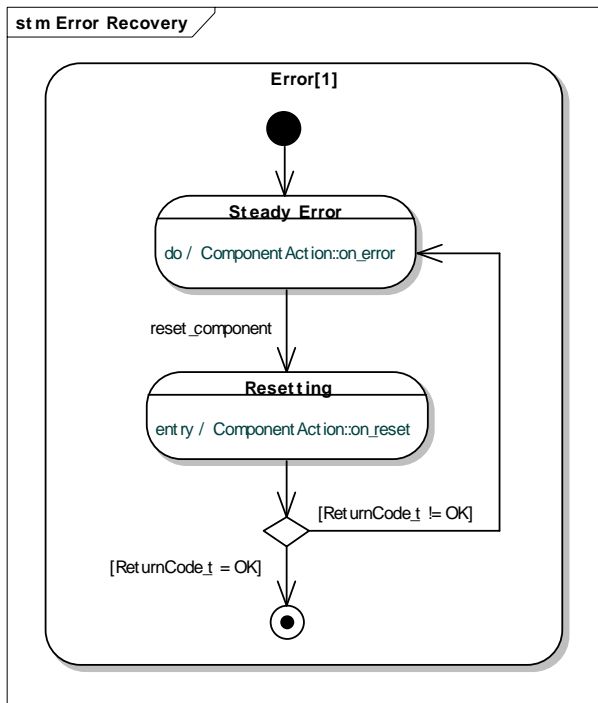 stm Error Recovery
Error[1]
Steady Error
do / ComponentAction::on_error
reset_component
Resetting
entry / ComponentAction::on_reset
[ReturnCode_t != OK]
[ReturnCode_t = OK]